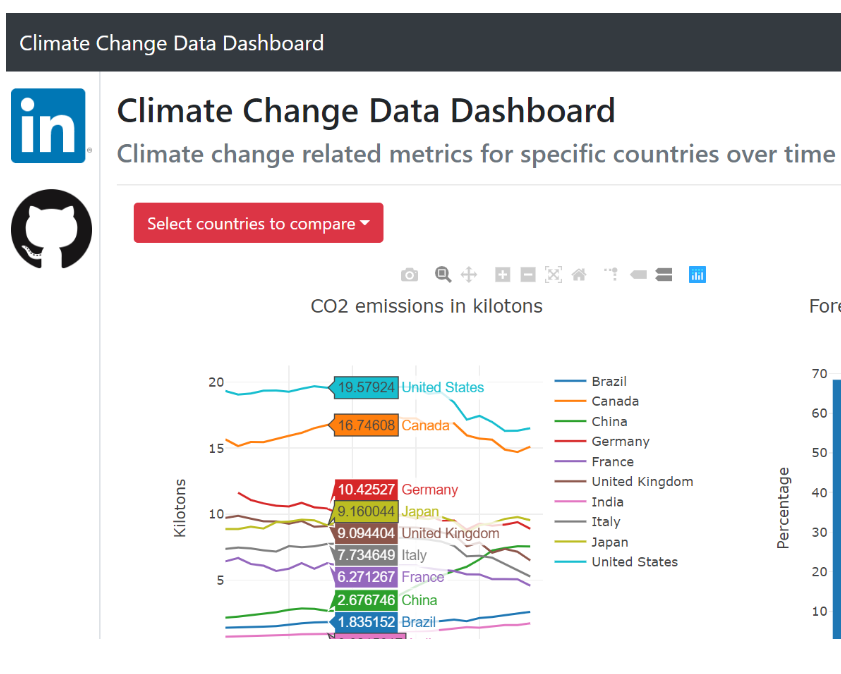 Climate Change Data Dashboard
in
Climate Change Data Dashboard
Climate change related metrics for specific countries over time
Select countries to compare
CO2 emissions in kilotons
20
15
10
5
Kilotons
19.57924 United States
16.74608 Canada
10.42527 Germany
9.160044 Japan
9.094404 United Kingdom
7.734649 Italy
6.271267 France
2.676746 China
1.835152 Brazil
Brazil
Canada
China
Germany
France
United Kingdom
India
Italy
Japan
United States
70
60
50
40
30
20
10
Percentage